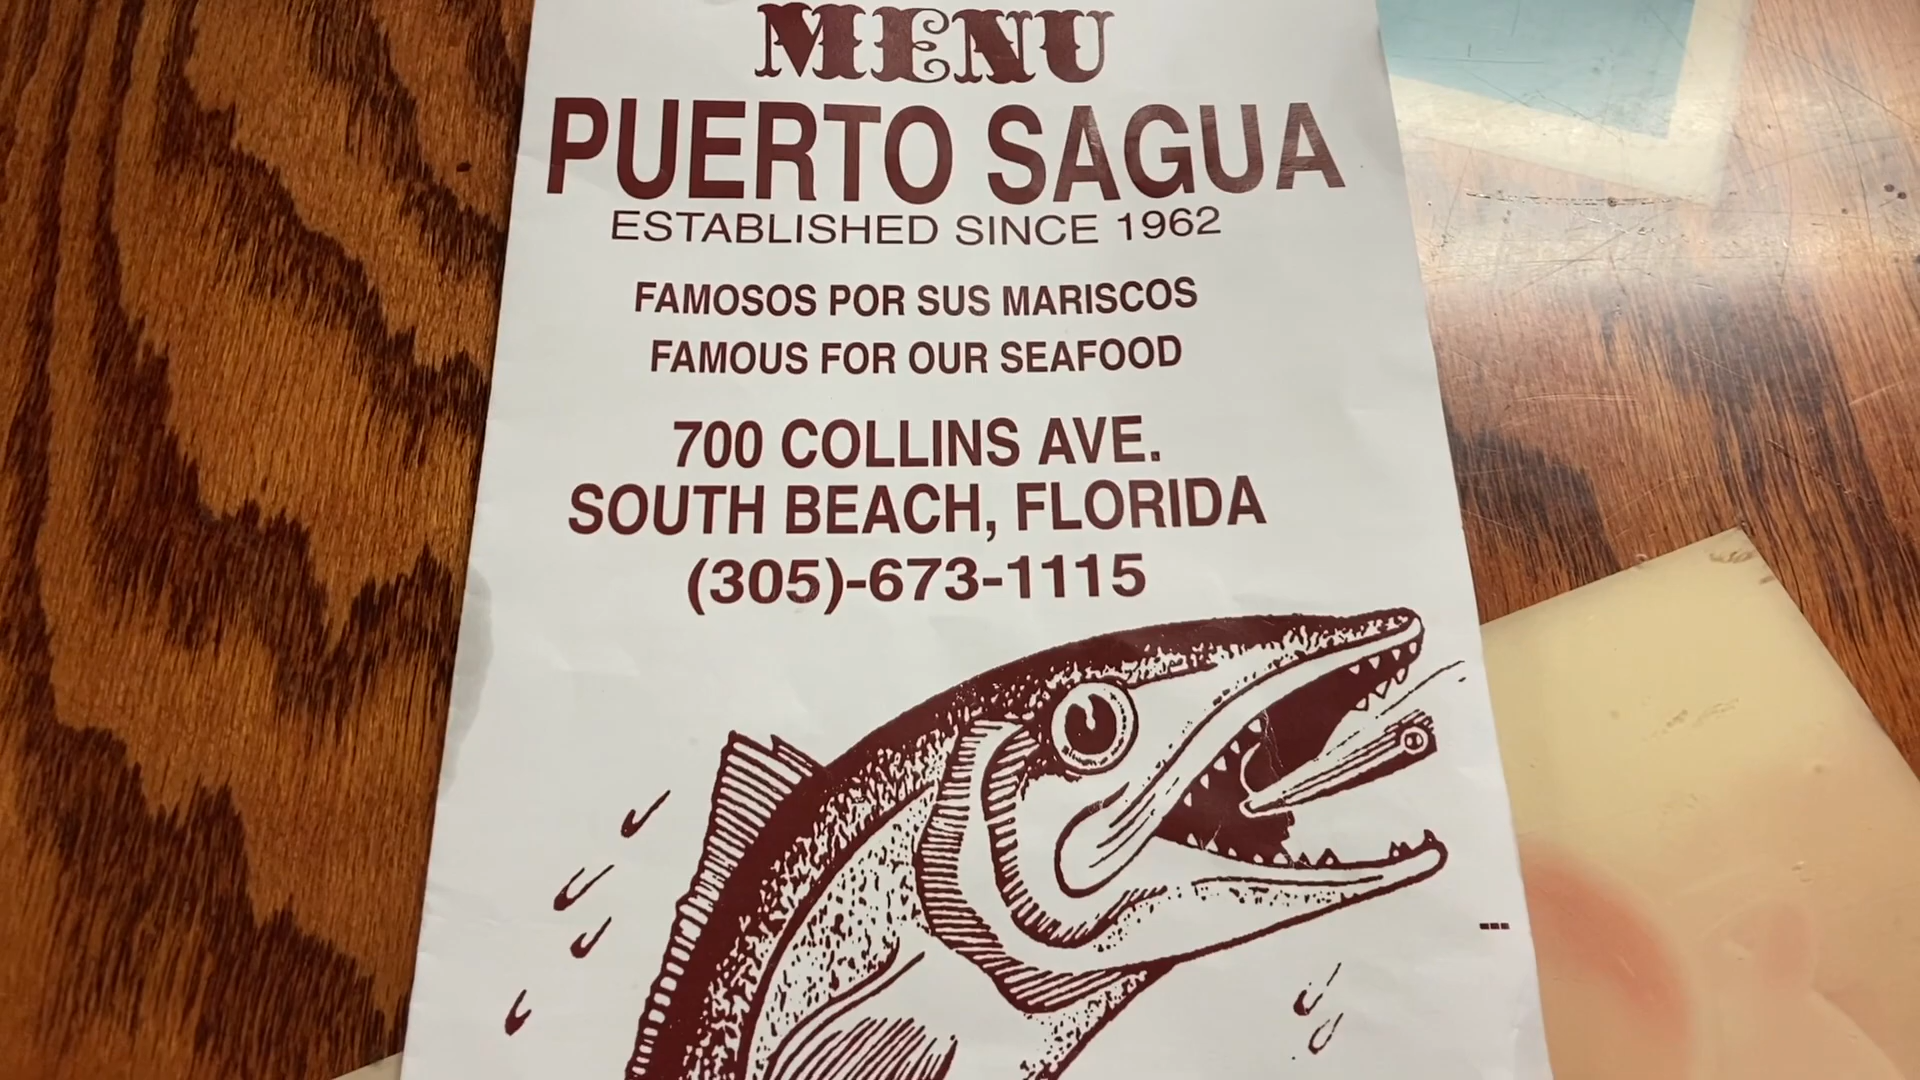 MENU
PUERTO SAGUA
ESTABLISHED SINCE 1962
FAMOSOS POR SUS MARISCOS
FAMOUS FOR OUR SEAFOOD
700 COLLINS AVE.
SOUTH BEACH, FLORIDA
(305)-673-1115